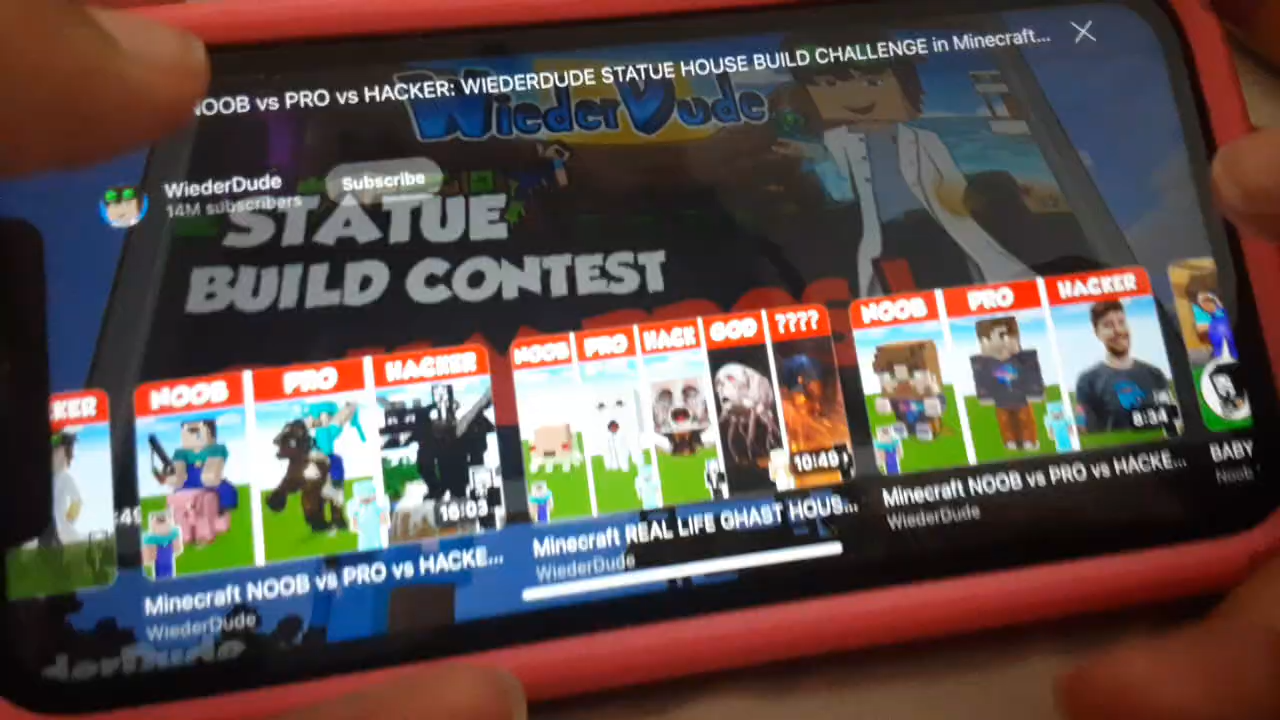 NOOB vs PRO vs HACKER: WIEDERDUDE STATUE HOUSE BUILD CHALLENGE in Minecraft...
WiederDude
WiederDude
14M subscribers
Subscribe
STATUE
BUILD CONTEST
KER
NOOB PRO HACKER
16:03
Minecraft NOOB vs PRO vs HACKE...
WiederDude
NOOB PRO HACK GOD ????
10:49
Minecraft REAL LIFE GHAST HOUS...
WiederDude
NOOB PRO HACKER
8:34
Minecraft NOOB vs PRO vs HACKE...
WiederDude
BABY
Noob
derDude